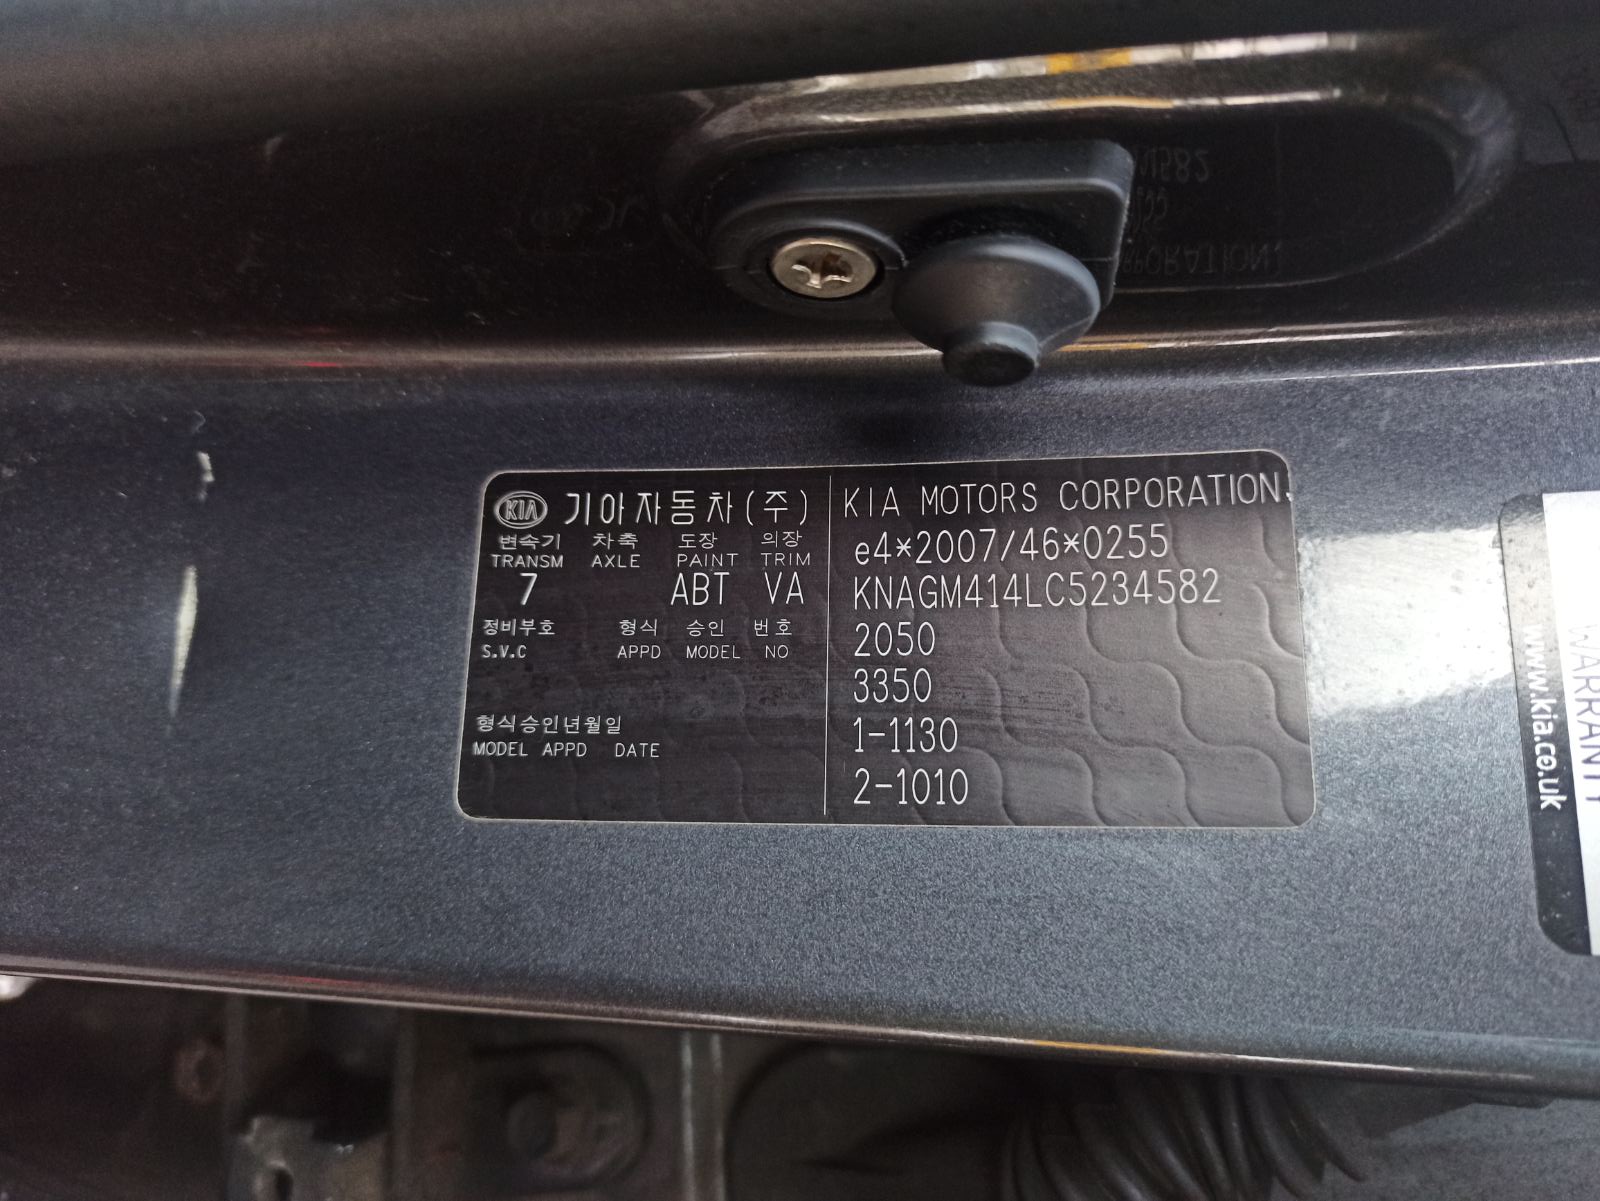 KIA 기아자동차(주)
변속기 차축 도장 의장
TRANSM AXLE PAINT TRIM
7 ABT VA
정비부호 형식 승인 번호
S.V.C APPD MODEL NO
형식승인년월일
MODEL APPD DATE
KIA MOTORS CORPORATION.
e4*2007/46*0255
KNAGM414LC5234582
2050
3350
1-1130
2-1010
WARRANTY
www.kia.co.uk